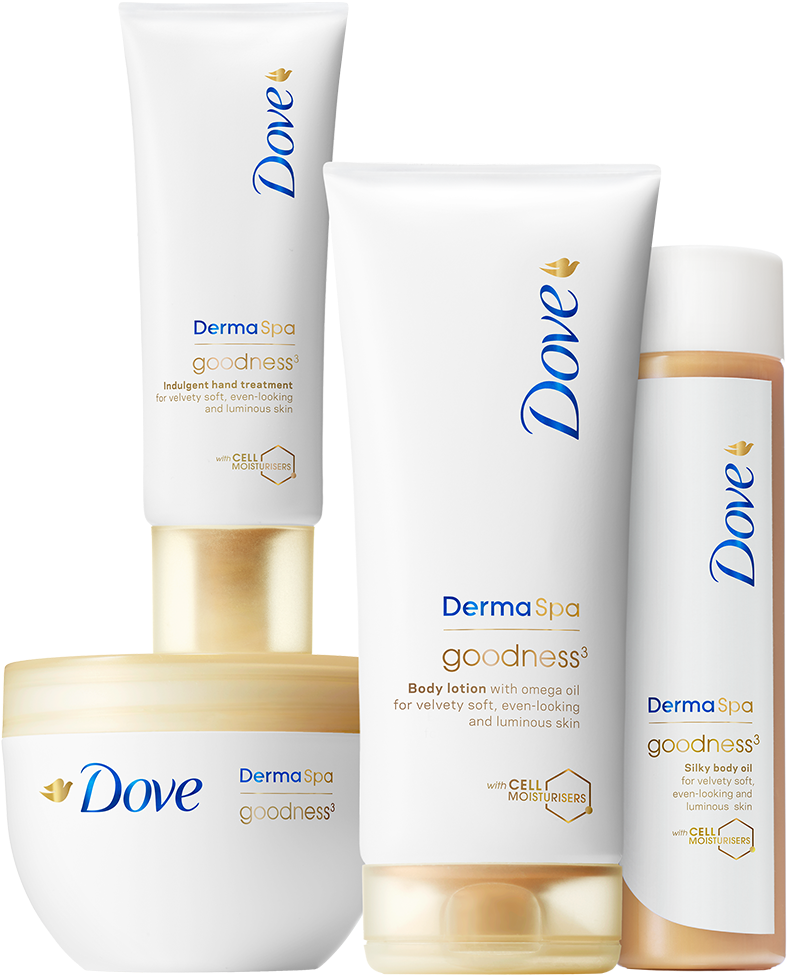 Dove
DermaSpa
goodness³
Indulgent hand treatment
for velvety soft, even-looking
and luminous skin
with CELL
MOISTURISERS
Dove
DermaSpa
goodness³
Body lotion with omega oil
for velvety soft, even-looking
and luminous skin
with CELL
MOISTURISERS
Dove
DermaSpa
goodness³
Silky body oil
for velvety soft,
even-looking and
luminous skin
with CELL
MOISTURISERS
Dove
DermaSpa
goodness³